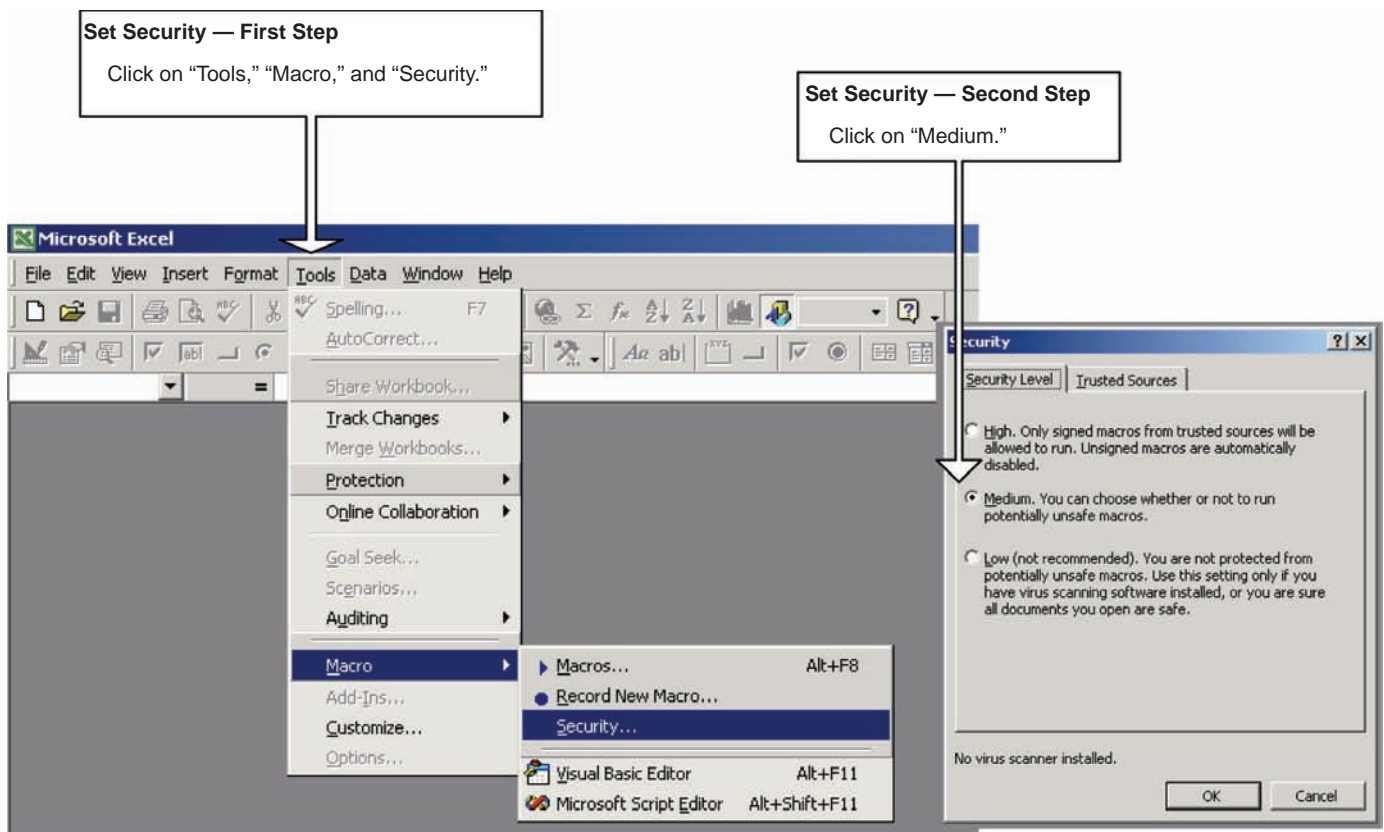 Set Security — First Step
Click on “Tools,” “Macro,” and “Security.”
Set Security — Second Step
Click on “Medium.”
Microsoft Excel
File Edit View Insert Format Tools Data Window Help
Spelling... F7
AutoCorrect...
Share Workbook...
Track Changes
Merge Workbooks...
Protection
Online Collaboration
Goal Seek...
Scenarios...
Auditing
Macro
Add-Ins...
Customize...
Options...
Macros... Alt+F8
Record New Macro...
Security...
Visual Basic Editor Alt+F11
Microsoft Script Editor Alt+Shift+F11
Security
Security Level Trusted Sources
High. Only signed macros from trusted sources will be
allowed to run. Unsigned macros are automatically
disabled.
Medium. You can choose whether or not to run
potentially unsafe macros.
Low (not recommended). You are not protected from
potentially unsafe macros. Use this setting only if you
have virus scanning software installed, or you are sure
all documents you open are safe.
No virus scanner installed.
OK Cancel